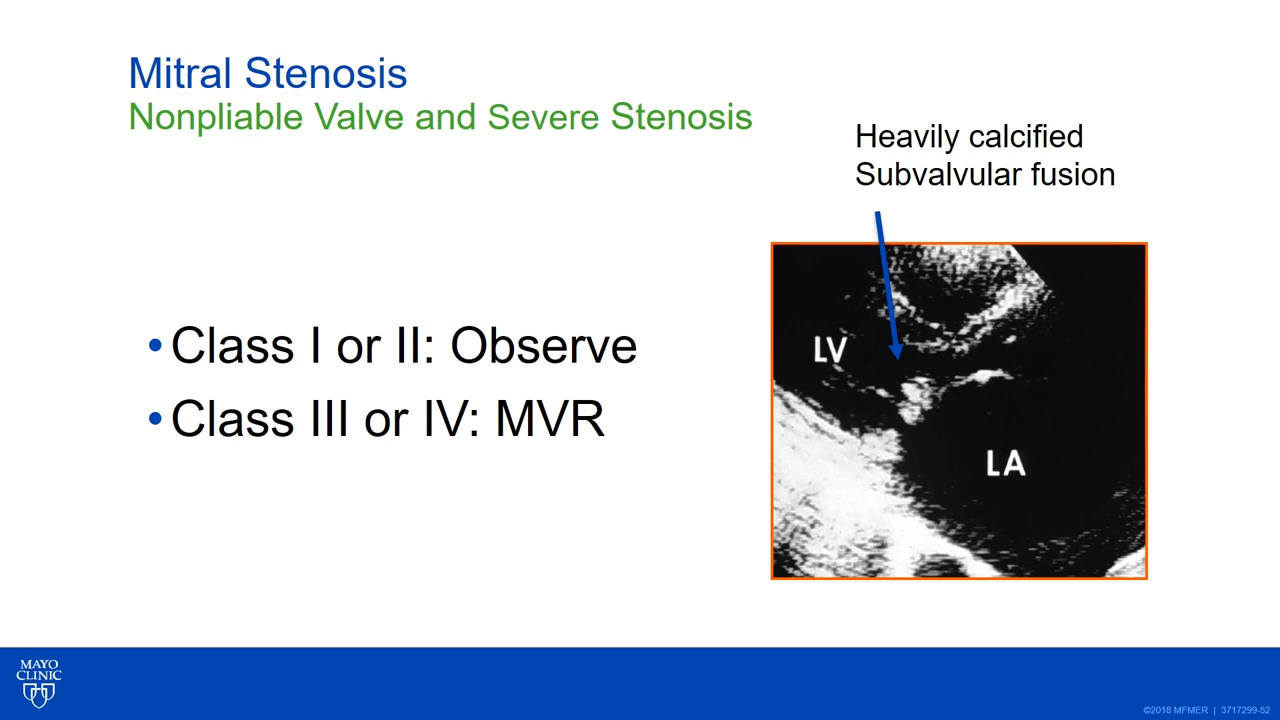 Mitral Stenosis
Nonpliable Valve and Severe Stenosis
Heavily calcified
Subvalvular fusion
•Class I or II: Observe
•Class III or IV: MVR
LV
LA
MAYO
CLINIC
©2018 MFMER | 3717299-52